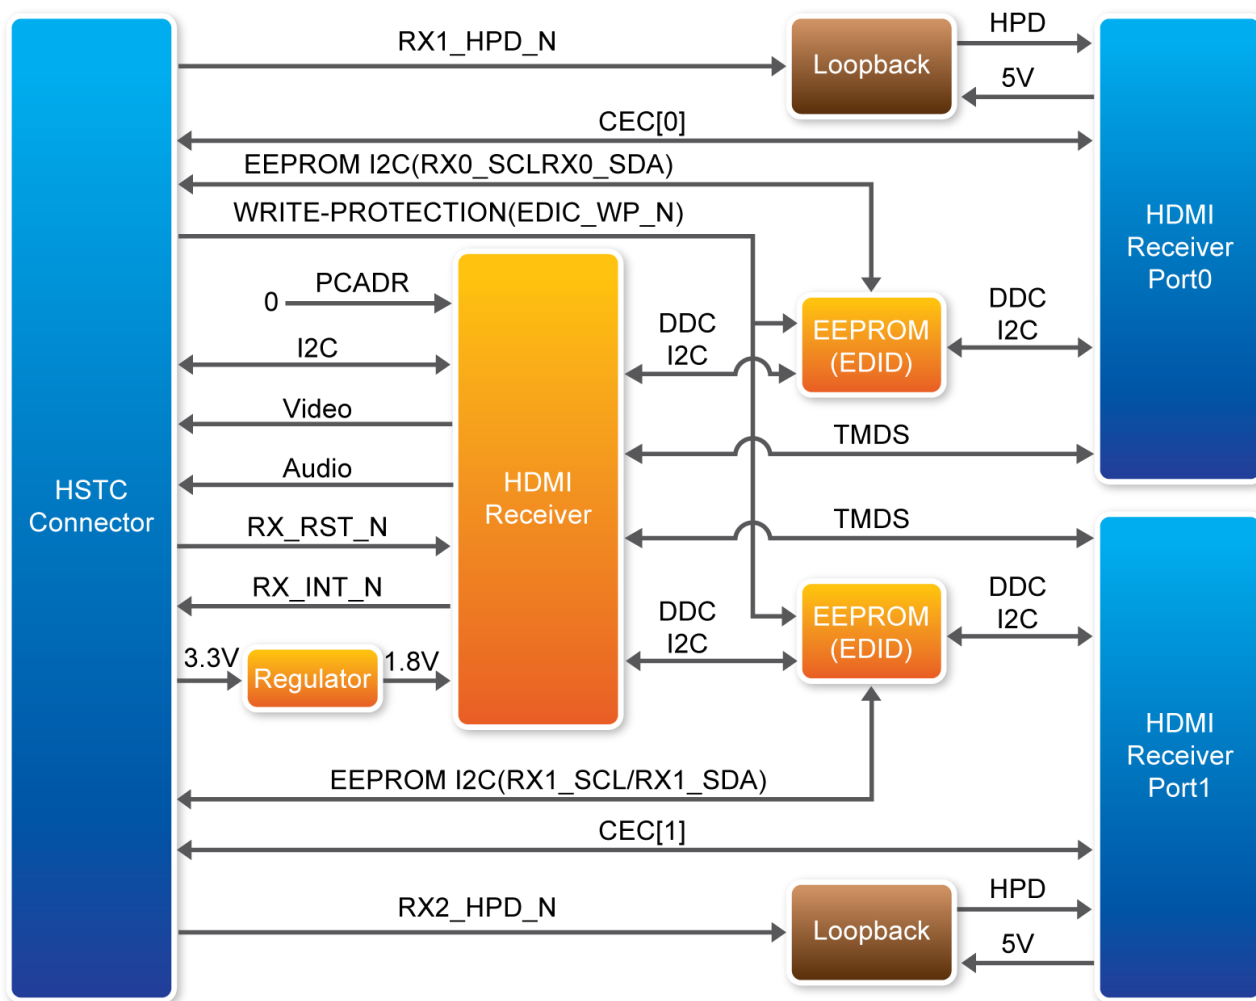 RX1_HPD_N
Loopback
HPD
5V
CEC[0]
EEPROM I2C(RX0_SCLRX0_SDA)
WRITE-PROTECTION(EDIC_WP_N)
HDMI
Receiver
Port0
0
PCADR
DDC
I2C
EEPROM
(EDID)
DDC
I2C
I2C
Video
TMDS
Audio
HSTC
Connector
HDMI
Receiver
RX_RST_N
TMDS
RX_INT_N
DDC
I2C
EEPROM
(EDID)
DDC
I2C
3.3V
Regulator
1.8V
HDMI
Receiver
Port1
EEPROM I2C(RX1_SCL/RX1_SDA)
CEC[1]
RX2_HPD_N
Loopback
HPD
5V